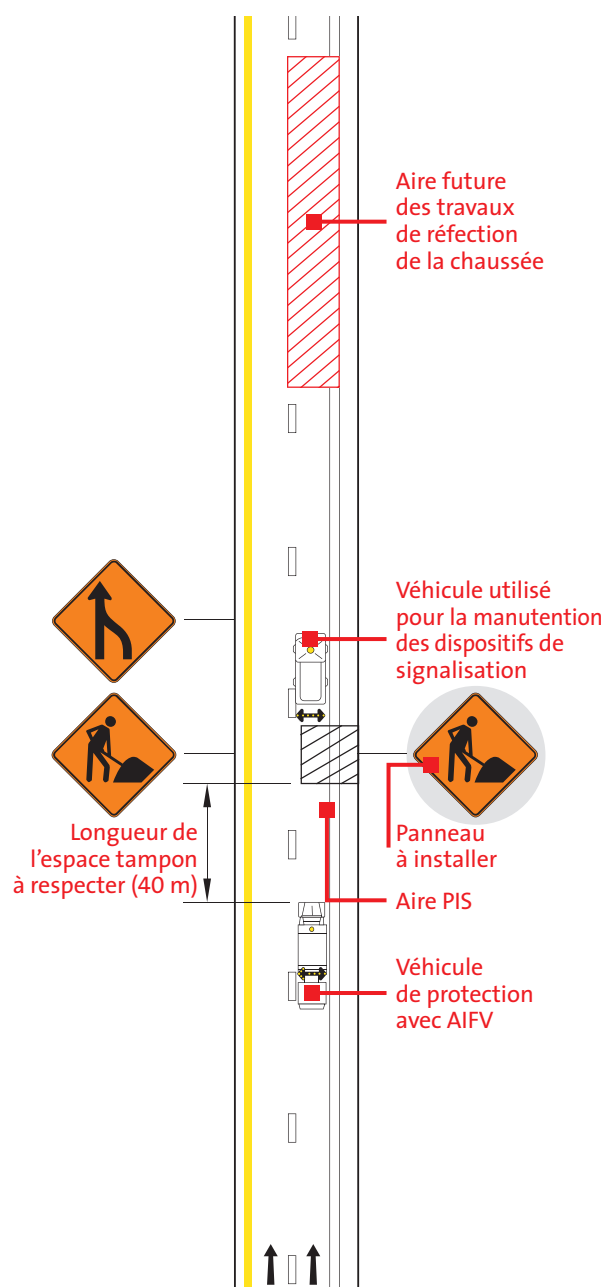 Aire future
des travaux
de réfection
de la chaussée
Véhicule utilisé
pour la manutention
des dispositifs de
signalisation
Longueur de
l'espace tampon
à respecter (40 m)
Panneau
à installer
Aire PIS
Véhicule
de protection
avec AIFV